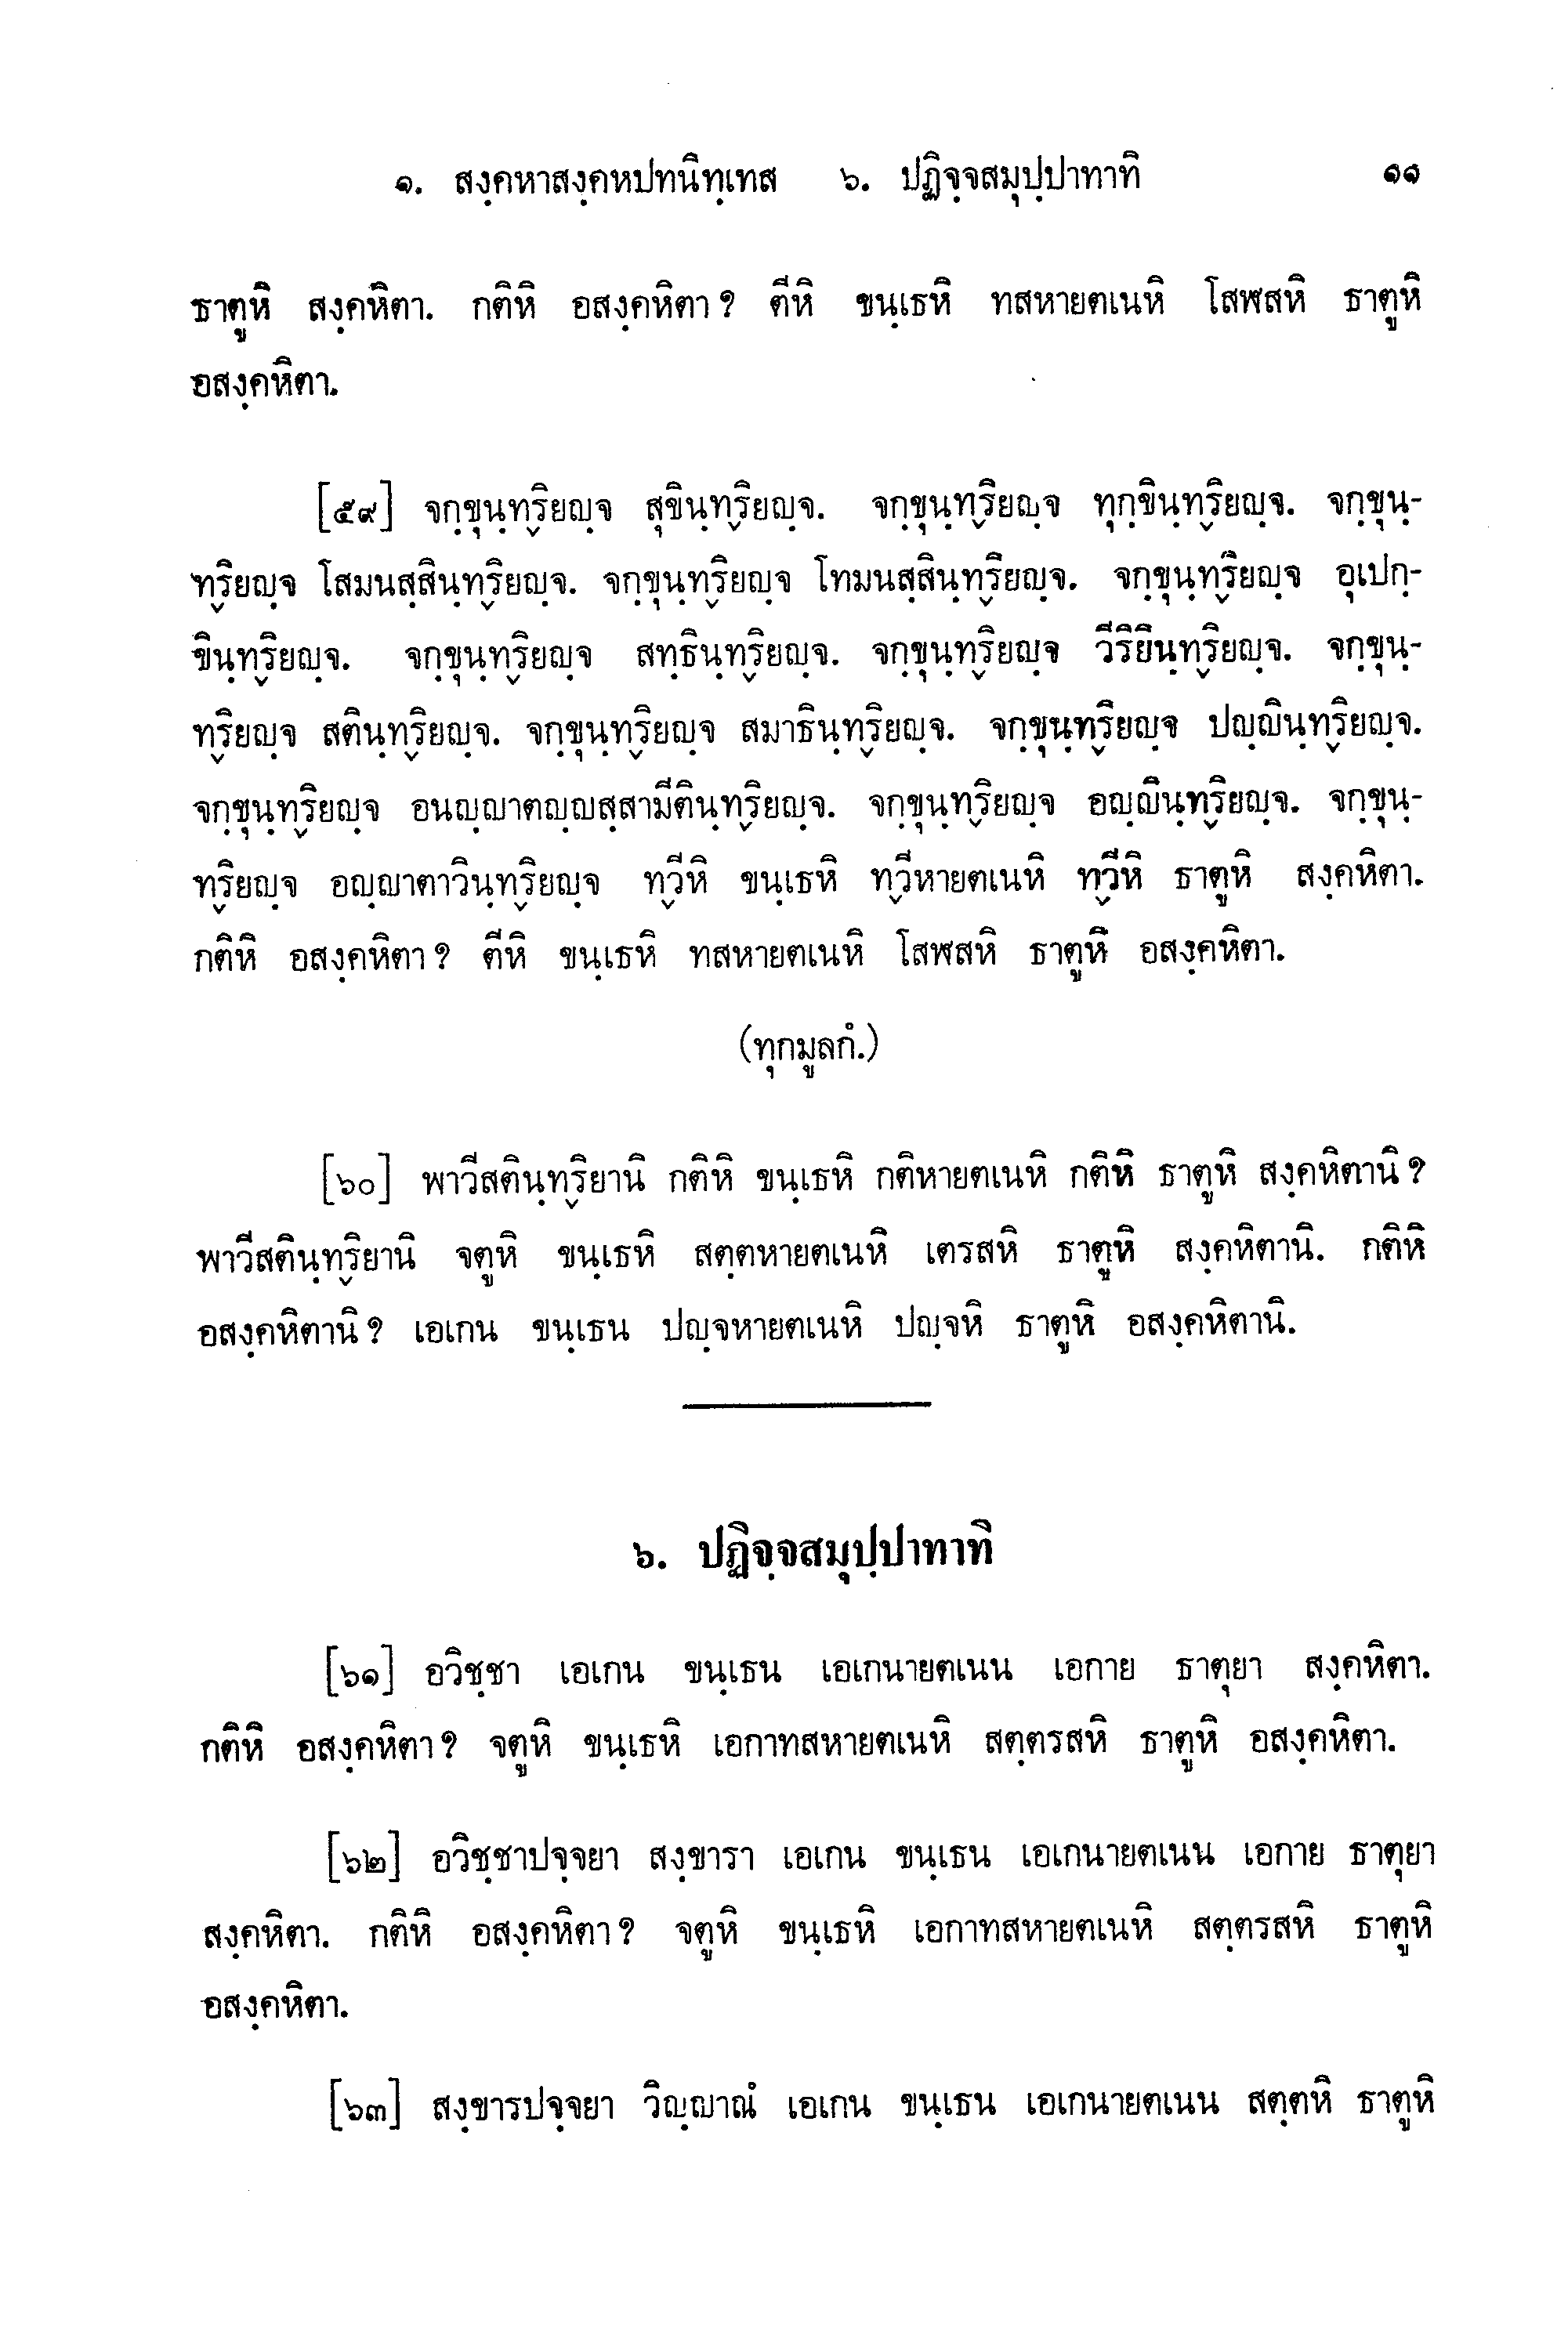 ๑. สงฺคหาสงฺคหปทนิทฺเทส ๖. ปฏิจฺจสมุปฺปาทาทิ ๑๑
ธาตูหิ สงฺคหิตา. กติหิ อสงฺคหิตา ? ตีหิ ขนฺเธหิ ทสหายตเนหิ โสฬสหิ ธาตูหิ
อสงฺคหิตา.
[๕๙] จกฺขุนฺทฺริยญฺจ สุขินฺทฺริยญฺจ. จกฺขุนฺทฺริยญฺจ ทุกฺขินฺทฺริยญฺจ. จกฺขุนฺ-
ทฺริยญฺจ โสมนสฺสินฺทฺริยญฺจ. จกฺขุนฺทฺริยญฺจ โทมนสฺสินฺทฺริยญฺจ. จกฺขุนฺทฺริยญฺจ อุเปกฺ-
ขินฺทฺริยญฺจ. จกฺขุนฺทฺริยญฺจ สทฺธินฺทฺริยญฺจ. จกฺขุนฺทฺริยญฺจ วีริยินฺทฺริยญฺจ. จกฺขุนฺ-
ทฺริยญฺจ สตินฺทฺริยญฺจ. จกฺขุนฺทฺริยญฺจ สมาธินฺทฺริยญฺจ. จกฺขุนฺทฺริยญฺจ ปญฺญินฺทฺริยญฺจ.
จกฺขุนฺทฺริยญฺจ อนญฺญาตญฺญสฺสามีตินฺทฺริยญฺจ. จกฺขุนฺทฺริยญฺจ อญฺญินฺทฺริยญฺจ. จกฺขุนฺ-
ทฺริยญฺจ อญฺญาตาวินฺทฺริยญฺจ ทฺวีหิ ขนฺเธหิ ทฺวีหายตเนหิ ทฺวีหิ ธาตูหิ สงฺคหิตา.
กติหิ อสงฺคหิตา ? ตีหิ ขนฺเธหิ ทสหายตเนหิ โสฬสหิ ธาตูหิ อสงฺคหิตา.
(ทุกมูลกํ.)
[๖๐] พาวีสตินฺทฺริยานิ กติหิ ขนฺเธหิ กติหายตเนหิ กติหิ ธาตูหิ สงฺคหิตานิ ?
พาวีสตินฺทฺริยานิ จตูหิ ขนฺเธหิ สตฺตหายตเนหิ เตรสหิ ธาตูหิ สงฺคหิตานิ. กติหิ
อสงฺคหิตานิ ? เอเกน ขนฺเธน ปญฺจหายตเนหิ ปญฺจหิ ธาตูหิ อสงฺคหิตานิ.
๖. ปฏิจฺจสมุปฺปาทาทิ
[๖๑] อวิชฺชา เอเกน ขนฺเธน เอเกนายตเนน เอกาย ธาตุยา สงฺคหิตา.
กติหิ อสงฺคหิตา ? จตูหิ ขนฺเธหิ เอกาทสหายตเนหิ สตฺตรสหิ ธาตูหิ อสงฺคหิตา.
[๖๒] อวิชฺชาปจฺจยา สงฺขารา เอเกน ขนฺเธน เอเกนายตเนน เอกาย ธาตุยา
สงฺคหิตา. กติหิ อสงฺคหิตา ? จตูหิ ขนฺเธหิ เอกาทสหายตเนหิ สตฺตรสหิ ธาตูหิ
อสงฺคหิตา.
[๖๓] สงฺขารปจฺจยา วิญฺญาณํ เอเกน ขนฺเธน เอเกนายตเนน สตฺตหิ ธาตูหิ